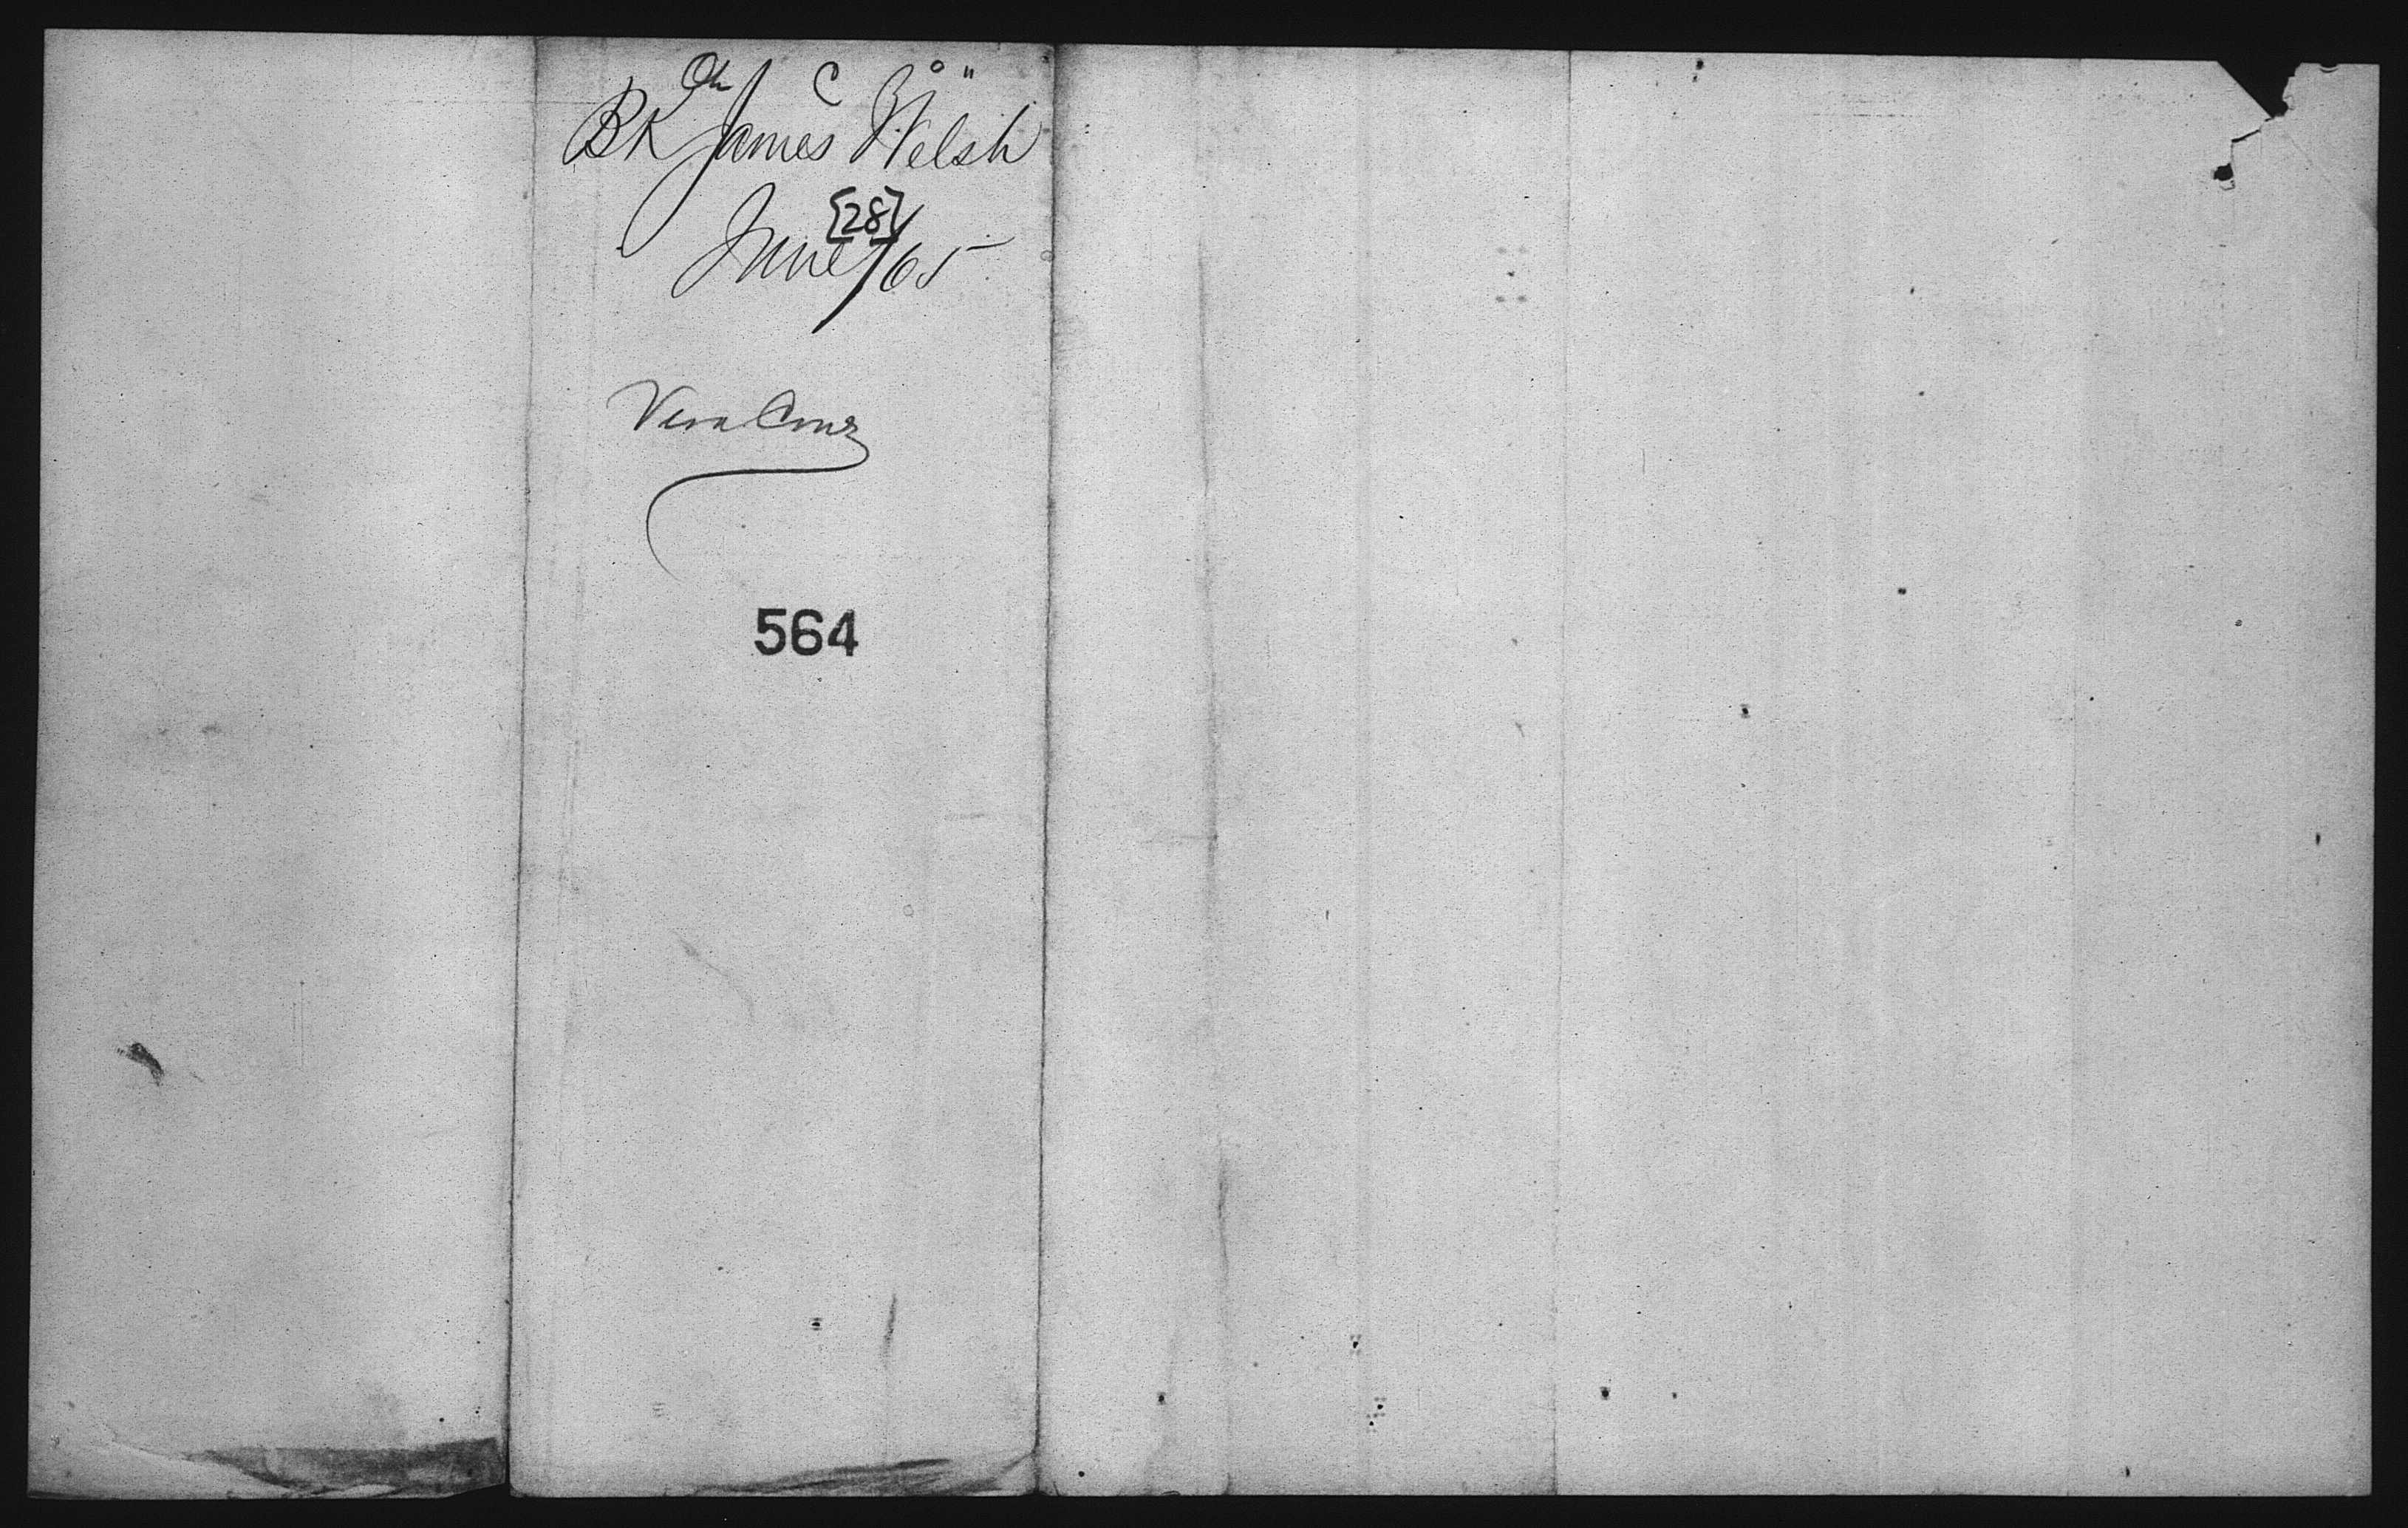 Bk James Welsh
[28]
June/65
Vera Cruz
564